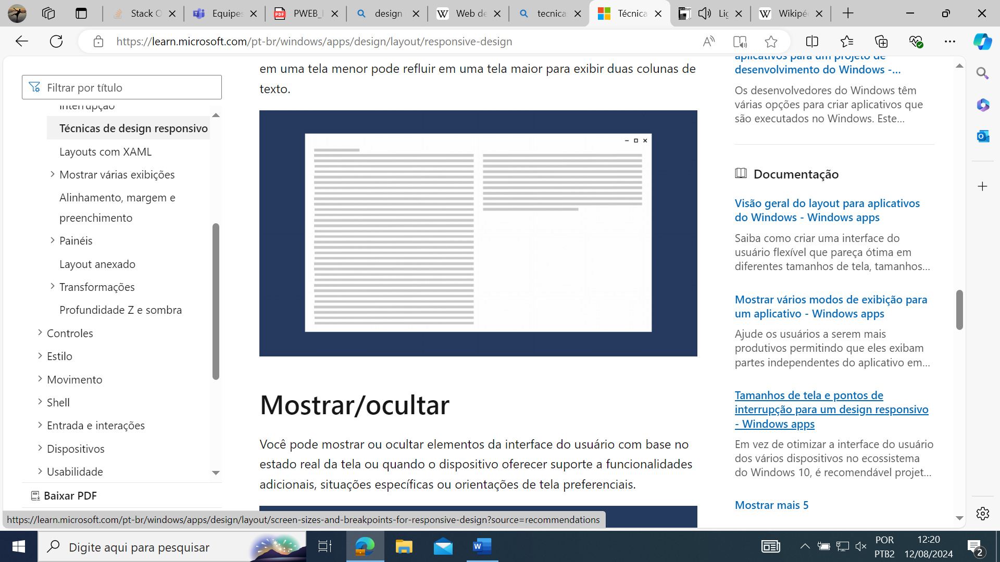 Stack O
Equipes
PWEB_
design
Web de
tecnica
Técnica
Lig
Wikipé
https://learn.microsoft.com/pt-br/windows/apps/design/layout/responsive-design
Filtrar por título
interrupção
Técnicas de design responsivo
Layouts com XAML
Mostrar várias exibições
Alinhamento, margem e
preenchimento
Painéis
Layout anexado
Transformações
Profundidade Z e sombra
Controles
Estilo
Movimento
Shell
Entrada e interações
Dispositivos
Usabilidade
Baixar PDF
em uma tela menor pode refluir em uma tela maior para exibir duas colunas de
texto.
Mostrar/ocultar
Você pode mostrar ou ocultar elementos da interface do usuário com base no
estado real da tela ou quando o dispositivo oferecer suporte a funcionalidades
adicionais, situações específicas ou orientações de tela preferenciais.
aplicativos para um projeto de
desenvolvimento do Windows -...
Os desenvolvedores do Windows têm
várias opções para criar aplicativos que
são executados no Windows. Este...
Documentação
Visão geral do layout para aplicativos
do Windows - Windows apps
Saiba como criar uma interface do
usuário flexível que pareça ótima em
diferentes tamanhos de tela, tamanhos...
Mostrar vários modos de exibição para
um aplicativo - Windows apps
Ajude os usuários a serem mais
produtivos permitindo que eles exibam
partes independentes do aplicativo em...
Tamanhos de tela e pontos de
interrupção para um design responsivo
- Windows apps
Em vez de otimizar a interface do usuário
dos vários dispositivos no ecossistema
do Windows 10, é recomendável projet...
Mostrar mais 5
https://learn.microsoft.com/pt-br/windows/apps/design/layout/screen-sizes-and-breakpoints-for-responsive-design?source=recommendations
Digite aqui para pesquisar
POR
PTB2
12:20
12/08/2024
2